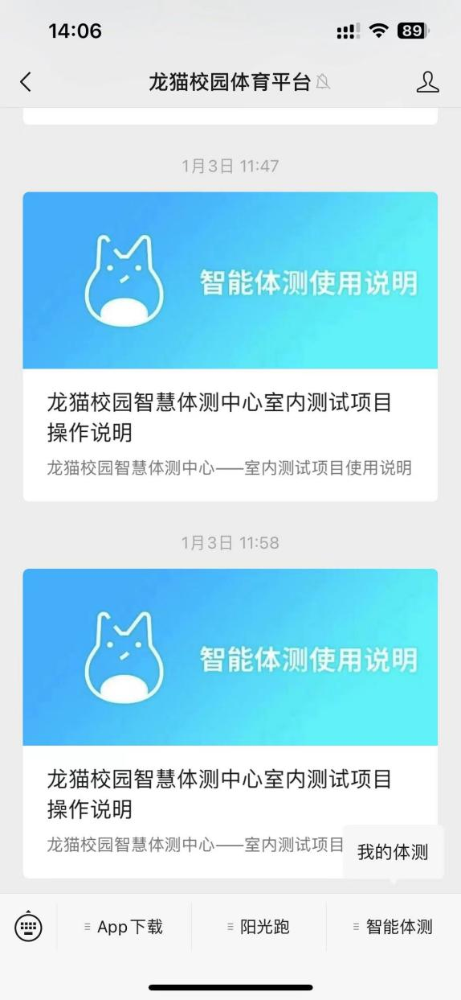 14:06
89
龙猫校园体育平台
1月3日 11:47
智能体测使用说明
龙猫校园智慧体测中心室内测试项目
操作说明
龙猫校园智慧体测中心——室内测试项目使用说明
1月3日 11:58
智能体测使用说明
龙猫校园智慧体测中心室内测试项目
操作说明
龙猫校园智慧体测中心——室内测试项目
我的体测
App下载
阳光跑
智能体测